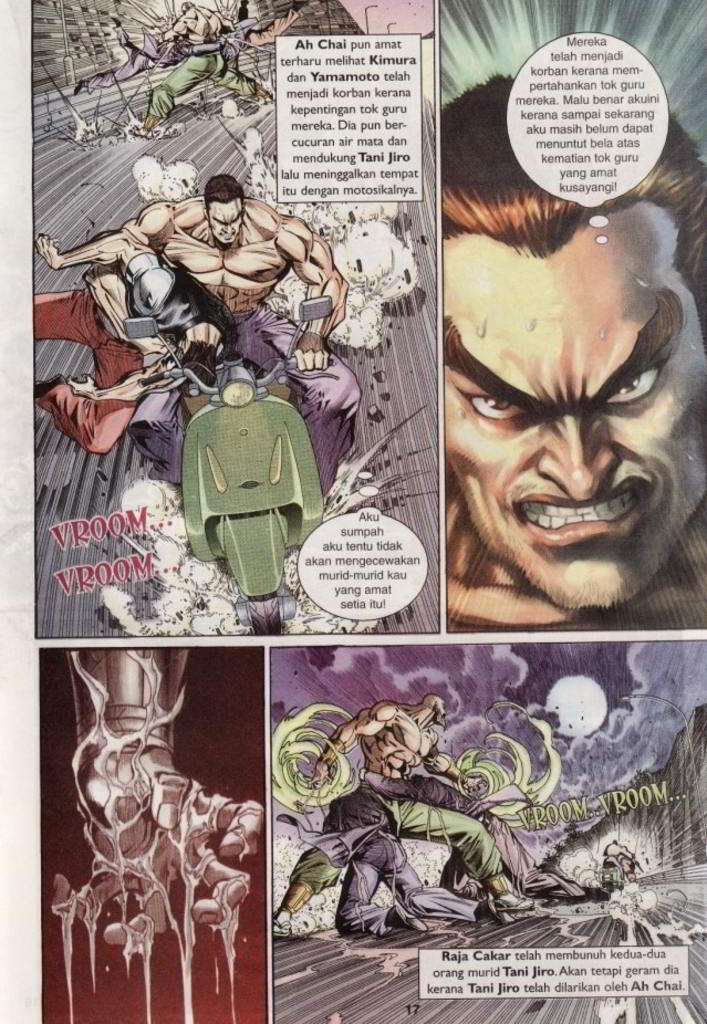 Ah Chai pun amat
terharu melihat Kimura
dan Yamamoto telah
menjadi korban kerana
kepentingan tok guru
mereka. Dia pun ber-
cucuran air mata dan
mendukung Tani Jiro
lalu meninggalkan tempat
itu dengan motosikalnya.
Mereka
telah menjadi
korban kerana mem-
pertahankan tok guru
mereka. Malu benar akuini
kerana sampai sekarang
aku masih belum dapat
menuntut bela atas
kematian tok guru
yang amat
kusayangi!
VROOM...
VROOM...
Aku
sumpah
aku tentu tidak
akan mengecewakan
murid-murid kau
yang amat
setia itu!
VROOM..VROOM...
Raja Cakar telah membunuh kedua-dua
orang murid Tani Jiro. Akan tetapi geram dia
kerana Tani Jiro telah dilarikan oleh Ah Chai.
17